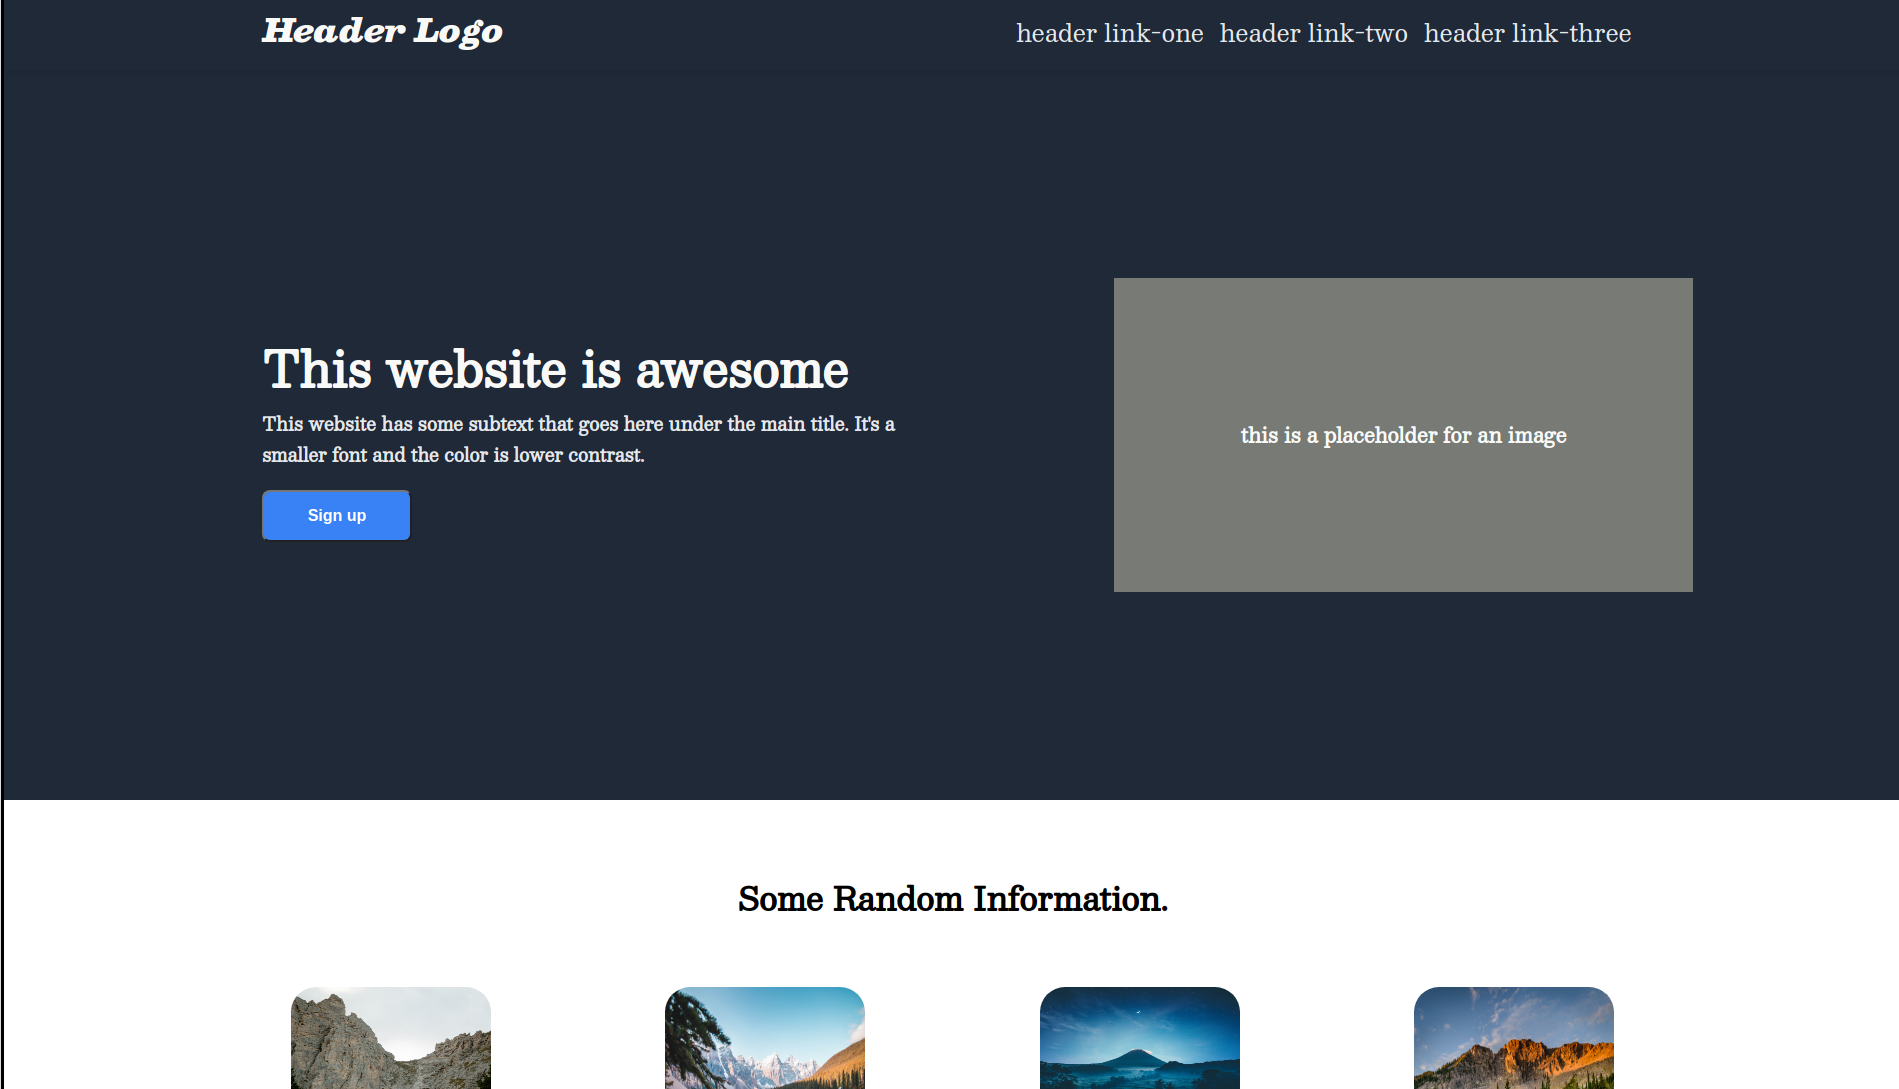 Header Logo
header link-one header link-two header link-three
This website is awesome
This website has some subtext that goes here under the main title. It's a
smaller font and the color is lower contrast.
Sign up
this is a placeholder for an image
Some Random Information.